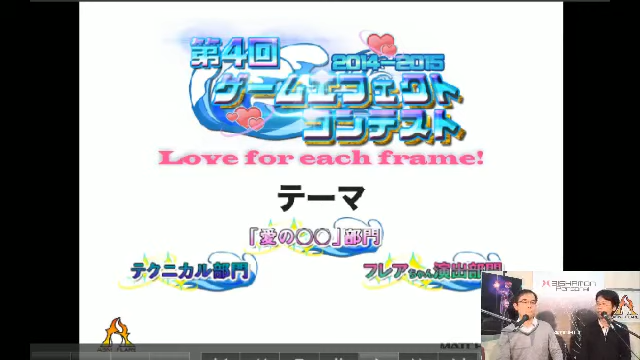 第4回
2014〜2015
ゲームエフェクト
コンテスト
Love for each frame!
テーマ
「愛の○○」部門
テクニカル部門
フレアちゃん演出部門
BISHAMON